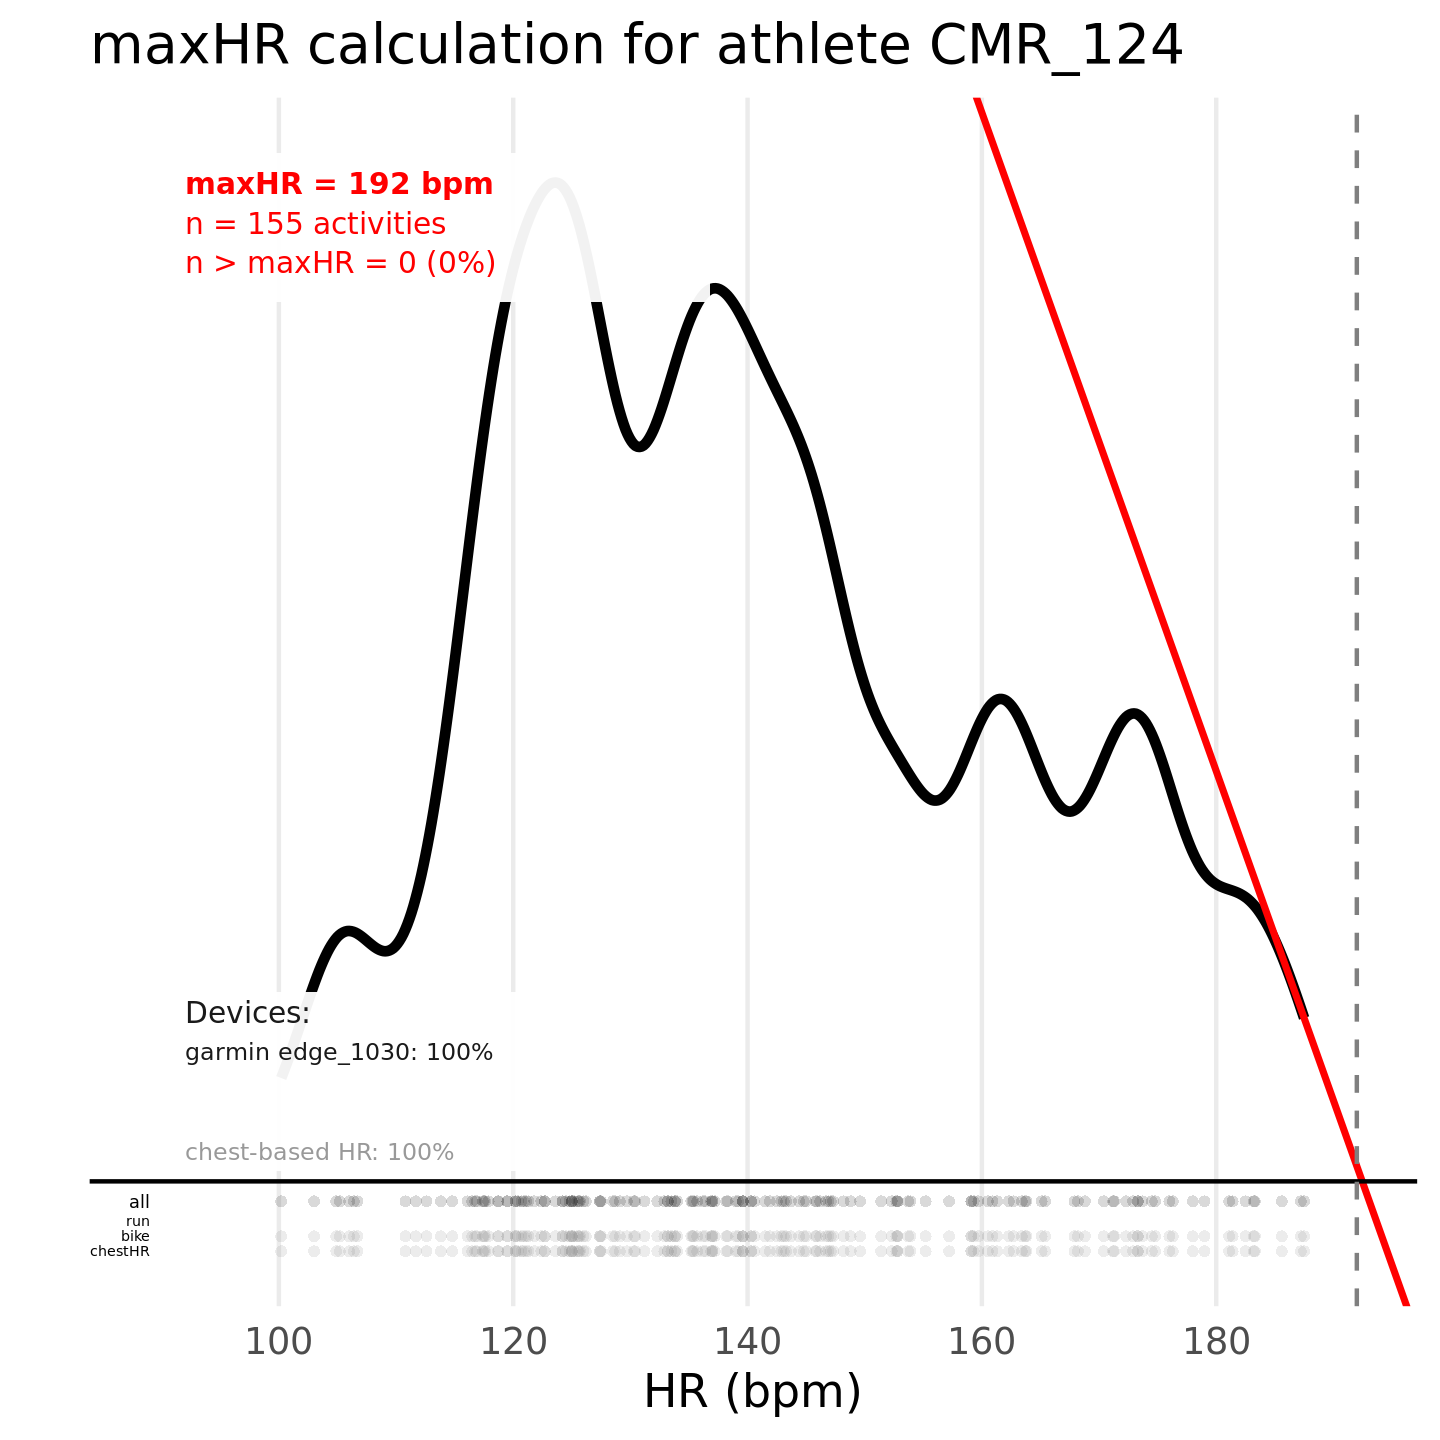 maxHR calculation for athlete CMR_124
maxHR = 192 bpm
n = 155 activities
n > maxHR = 0 (0%)
Devices:
garmin edge_1030: 100%
chest-based HR: 100%
all
run
bike
chestHR
100 120 140 160 180
HR (bpm)